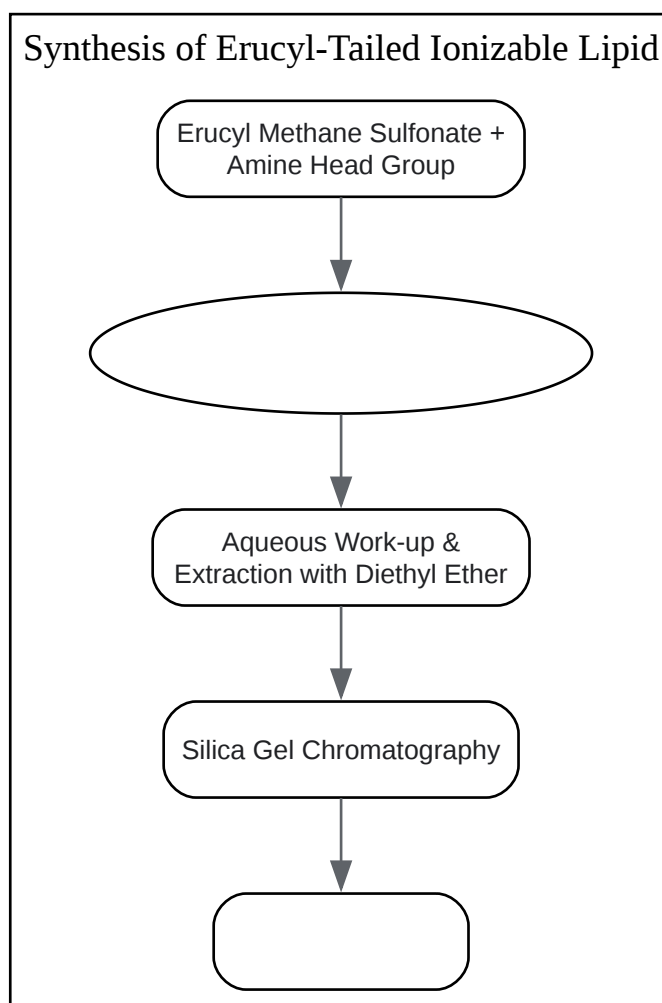 Synthesis of Erucyl-Tailed Ionizable Lipid
Erucyl Methane Sulfonate +
Amine Head Group
Aqueous Work-up &
Extraction with Diethyl Ether
Silica Gel Chromatography